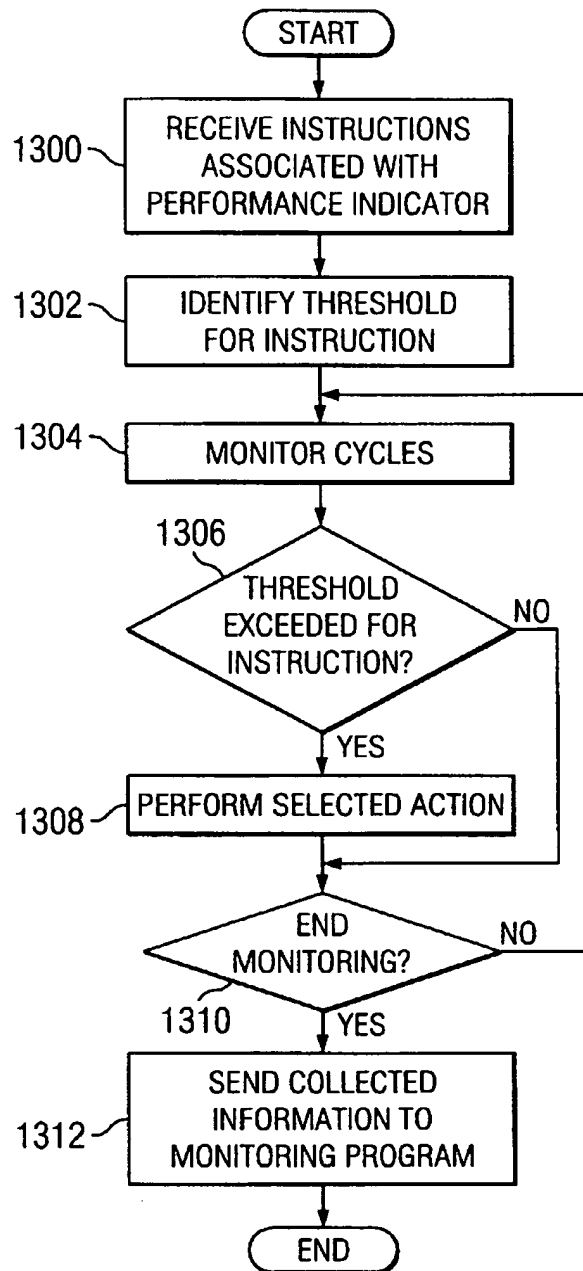 START
1300
RECEIVE INSTRUCTIONS
ASSOCIATED WITH
PERFORMANCE INDICATOR
1302
IDENTIFY THRESHOLD
FOR INSTRUCTION
1304
MONITOR CYCLES
1306
THRESHOLD
EXCEEDED FOR
INSTRUCTION?
NO
YES
1308
PERFORM SELECTED ACTION
END
MONITORING?
NO
1310
YES
1312
SEND COLLECTED
INFORMATION TO
MONITORING PROGRAM
END